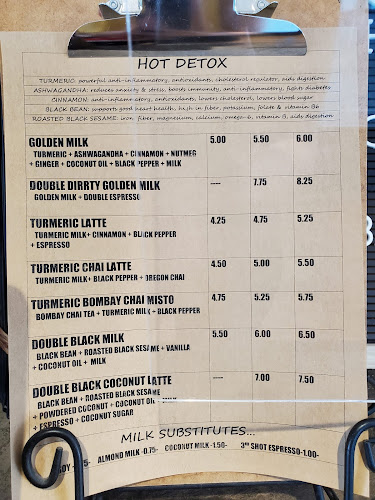 HOT DETOX
TURMERIC: powerful anti-inflammatory, antioxidants, cholesterol regulator, aids digestion
ASHWAGANDHA: reduces anxiety & stress, boosts immunity, anti-inflammatory, fights diabetes
CINNAMON: anti-inflammatory, antioxidants, lowers cholesterol, lowers blood sugar
BLACK BEAN: supports good heart health, high in fiber, potassium, folate & vitamin B6
ROASTED BLACK SESAME: iron, fiber, magnesium, calcium, omega-6, vitamin B, aids digestion
GOLDEN MILK 5.00 5.50 6.00
TURMERIC + ASHWAGANDHA + CINNAMON + NUTMEG
+ GINGER + COCONUT OIL + BLACK PEPPER + MILK
DOUBLE DIRRTY GOLDEN MILK ---- 7.75 8.25
GOLDEN MILK + DOUBLE ESPRESSO
TURMERIC LATTE 4.25 4.75 5.25
TURMERIC MILK+ CINNAMON + BLACK PEPPER
+ ESPRESSO
TURMERIC CHAI LATTE 4.50 5.00 5.50
TURMERIC MILK+ BLACK PEPPER + OREGON CHAI
TURMERIC BOMBAY CHAI MISTO 4.75 5.25 5.75
BOMBAY CHAI TEA + TURMERIC MILK + BLACK PEPPER
DOUBLE BLACK MILK 5.50 6.00 6.50
BLACK BEAN + ROASTED BLACK SESAME + VANILLA
+ COCONUT OIL + MILK
DOUBLE BLACK COCONUT LATTE ---- 7.00 7.50
BLACK BEAN + ROASTED BLACK SESAME
+ POWDERED COCONUT + COCONUT OIL + MILK
+ ESPRESSO + COCONUT SUGAR
MILK SUBSTITUTES...
ALMOND MILK -0.75- COCONUT MILK -1.50- 3RD SHOT ESPRESSO-1.00-